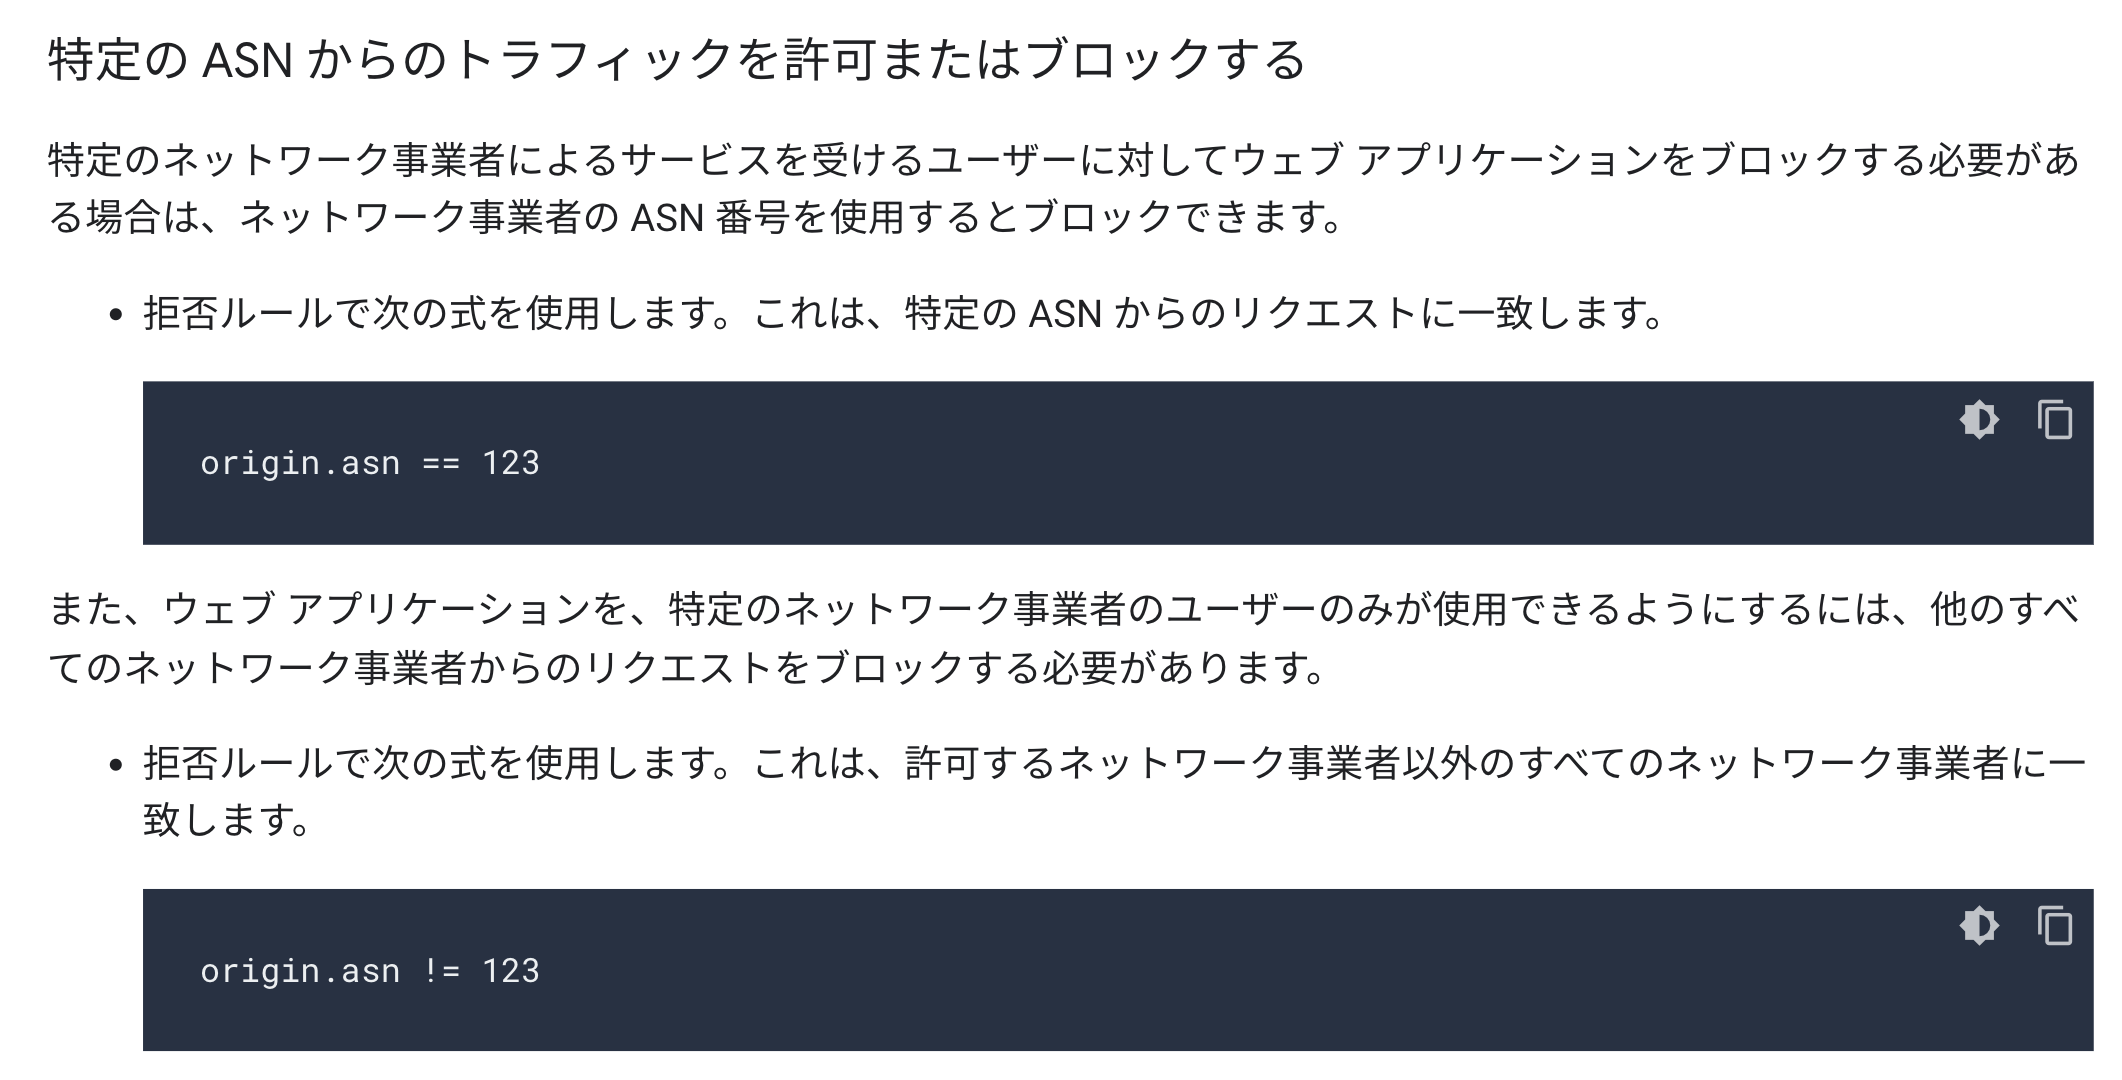 特定の ASN からのトラフィックを許可またはブロックする
特定のネットワーク事業者によるサービスを受けるユーザーに対してウェブ アプリケーションをブロックする必要があ
る場合は、ネットワーク事業者の ASN 番号を使用するとブロックできます。
• 拒否ルールで次の式を使用します。これは、特定の ASN からのリクエストに一致します。
origin.asn == 123
また、ウェブ アプリケーションを、特定のネットワーク事業者のユーザーのみが使用できるようにするには、他のすべ
てのネットワーク事業者からのリクエストをブロックする必要があります。
• 拒否ルールで次の式を使用します。これは、許可するネットワーク事業者以外のすべてのネットワーク事業者に一
致します。
origin.asn != 123